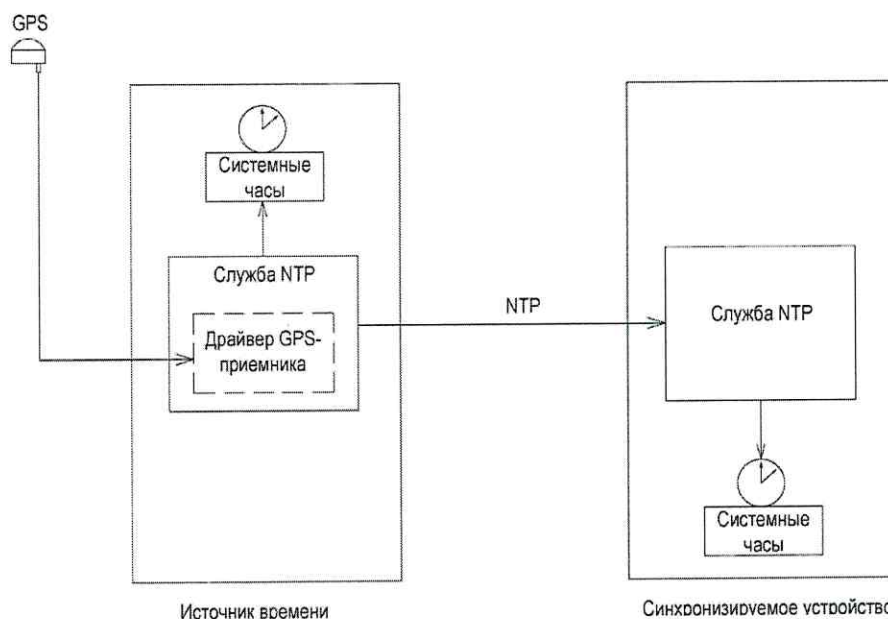 GPS
Системные
часы
Служба NTP
Драйвер GPS-
приемника
NTP
Служба NTP
Системные
часы
Источник времени
Синхронизируемое устройство